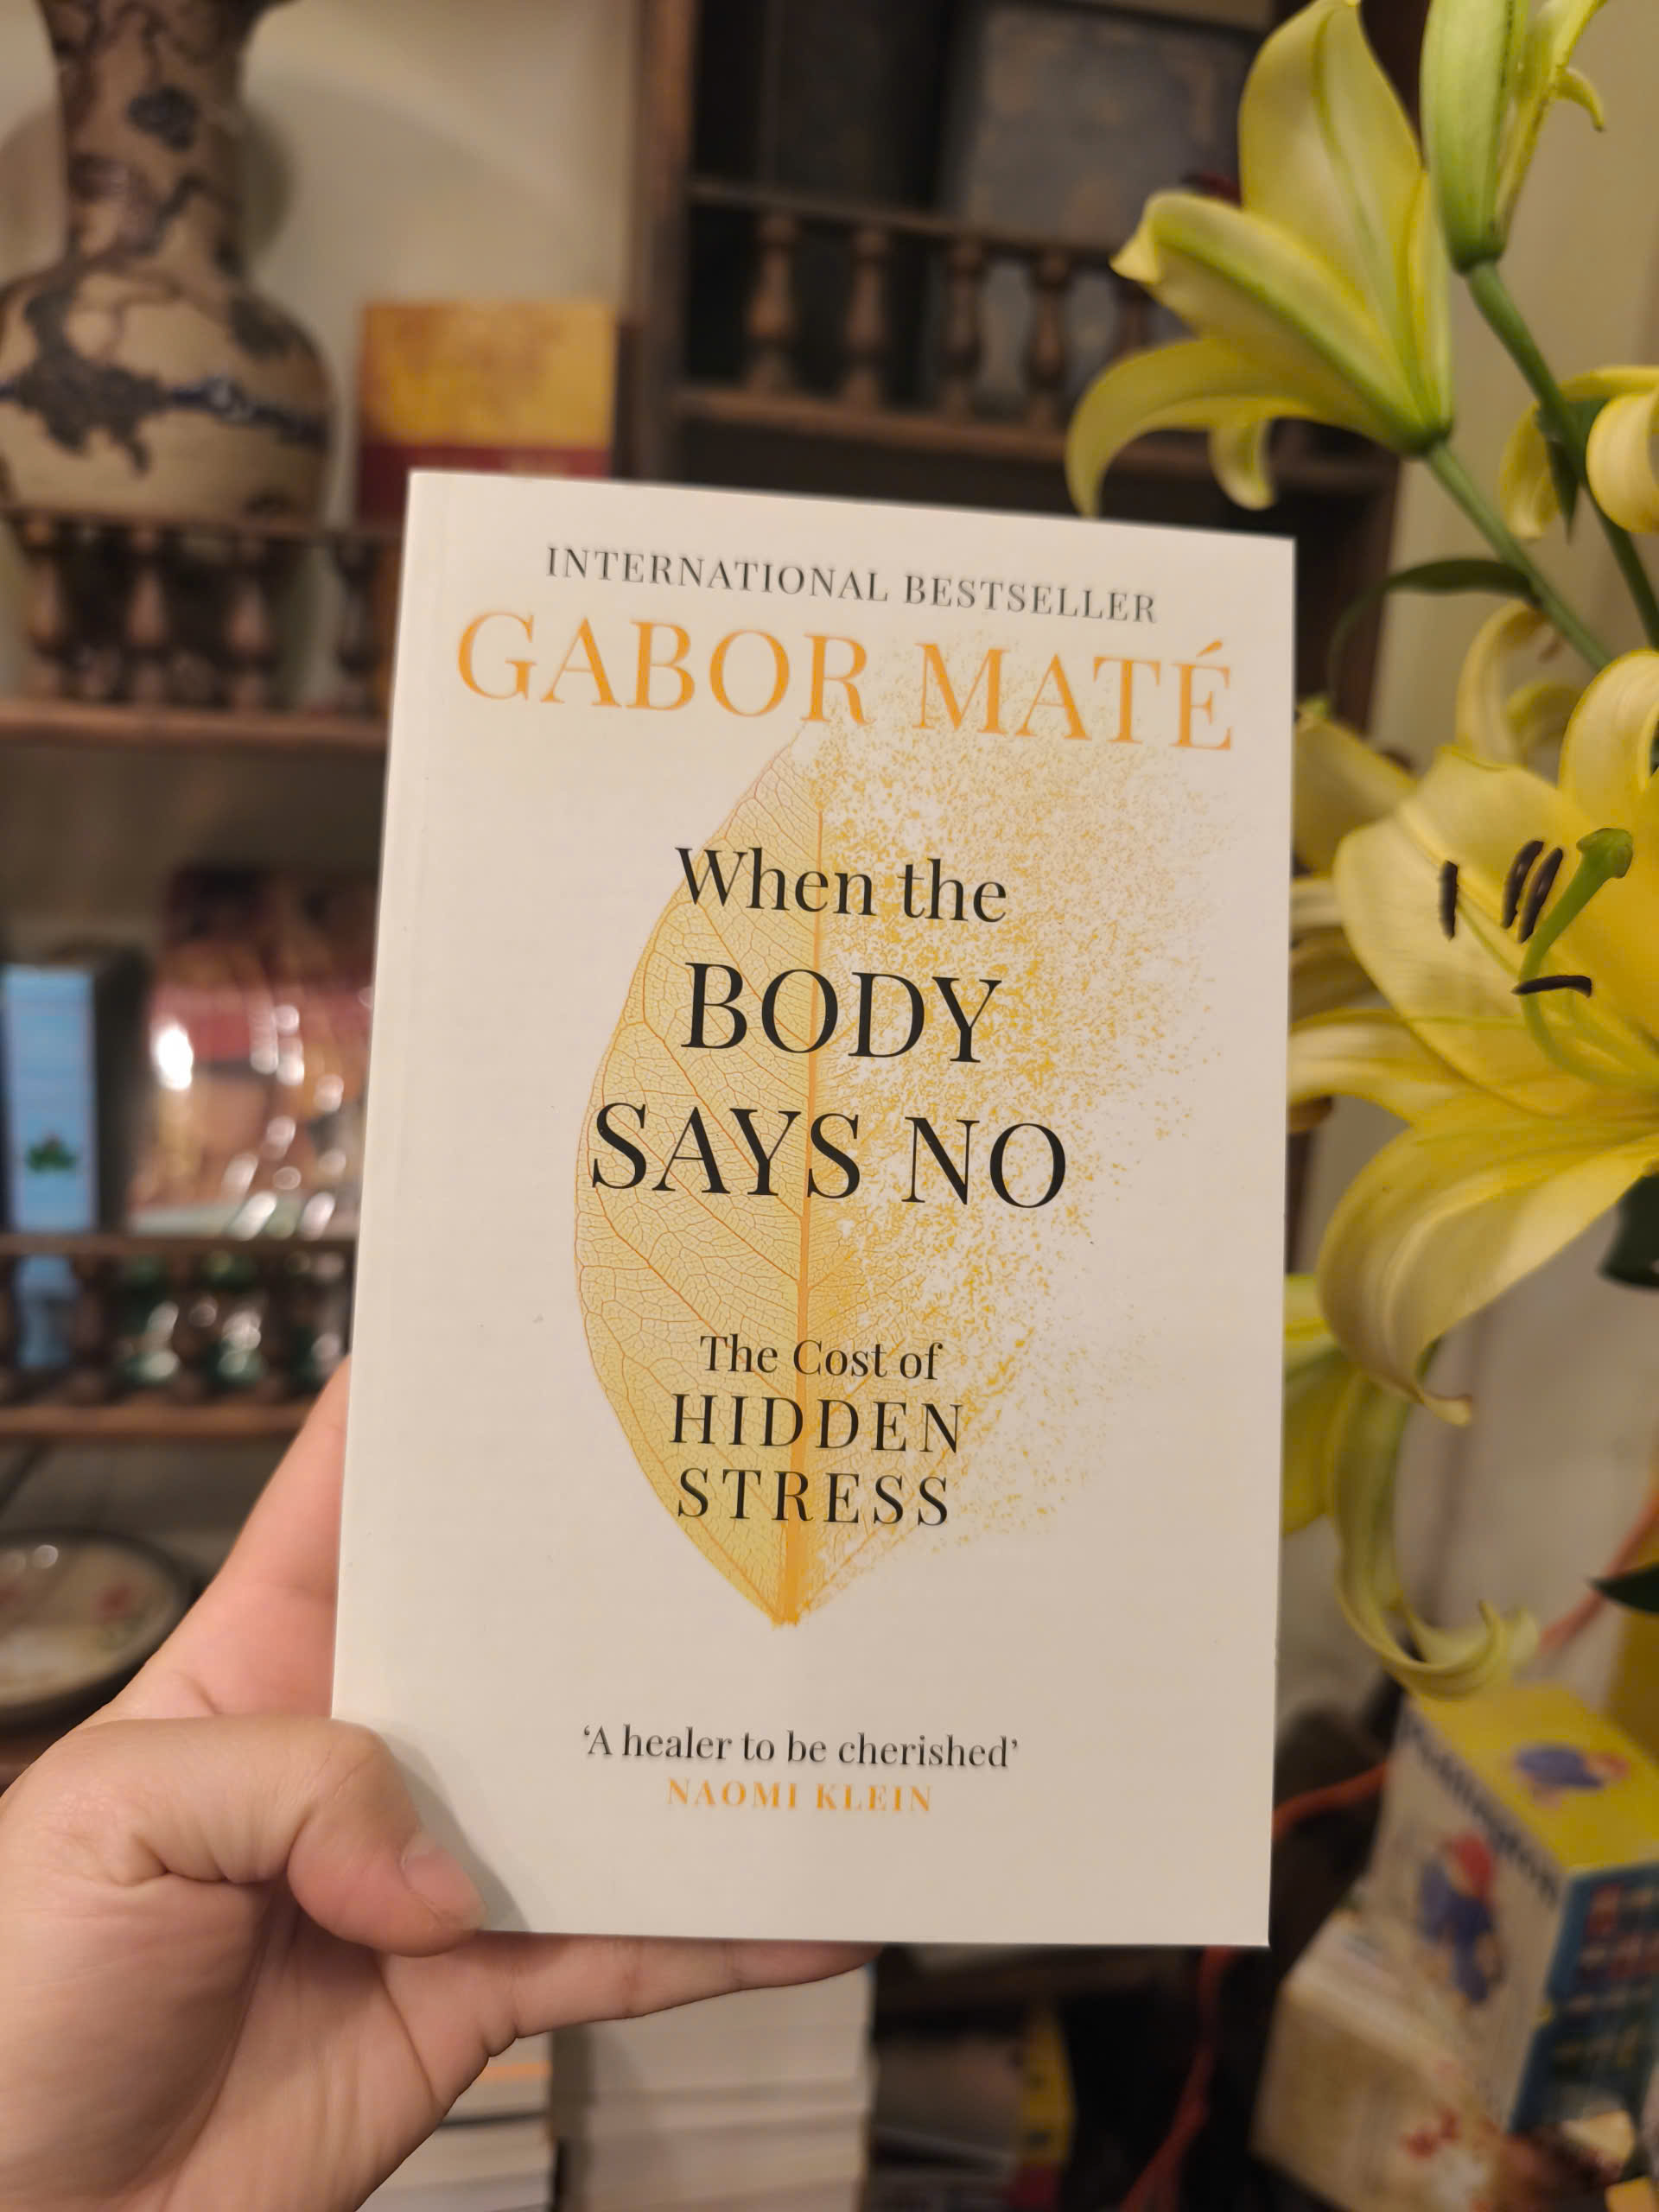 INTERNATIONAL BESTSELLER
GABOR MATÉ
When the
BODY
SAYS NO
The Cost of
HIDDEN
STRESS
‘A healer to be cherished’
NAOMI KLEIN